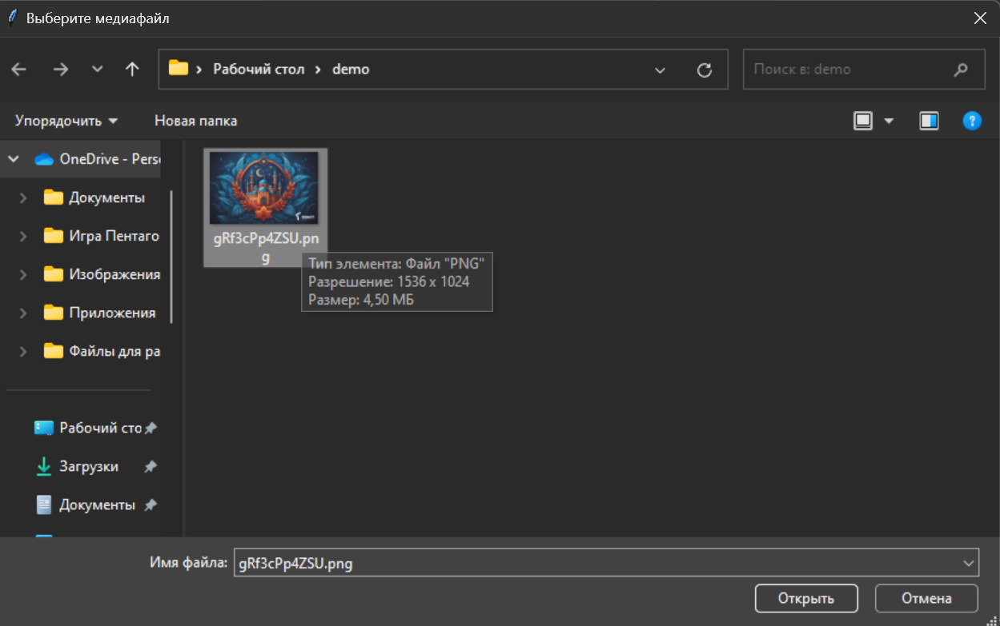 Выберите медиафайл
Рабочий стол
demo
Поиск в: demo
Упорядочить
Новая папка
?
OneDrive - Perso
Документы
Игра Пентаго
Изображения
Приложения
Файлы для ра
Рабочий сто
Загрузки
Документы
gRf3cPp4ZSU.pn
g
Тип элемента: Файл "PNG"
Разрешение: 1536 x 1024
Размер: 4,50 МБ
Имя файла:
gRf3cPp4ZSU.png
Открыть
Отмена